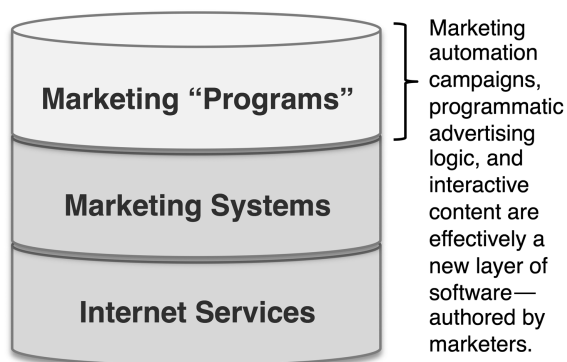 Marketing “Programs”
Marketing Systems
Internet Services
Marketing
automation
campaigns,
programmatic
advertising
logic, and
interactive
content are
effectively a
new layer of
software—
authored by
marketers.